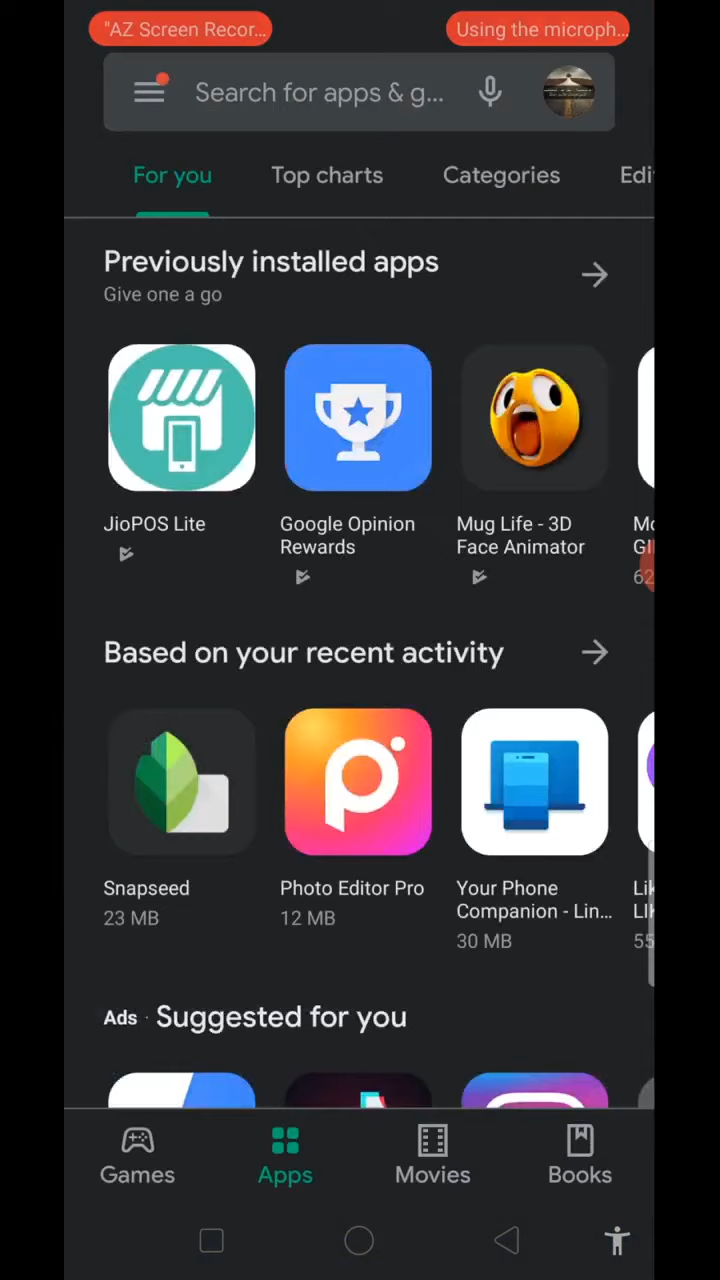 "AZ Screen Recor...
Using the microph...
Search for apps & g...
For you
Top charts
Categories
Edi
Previously installed apps
Give one a go
JioPOS Lite
Google Opinion
Rewards
Mug Life - 3D
Face Animator
Based on your recent activity
Snapseed
23 MB
Photo Editor Pro
12 MB
Your Phone
Companion - Lin...
30 MB
55
Ads · Suggested for you
Games
Apps
Movies
Books